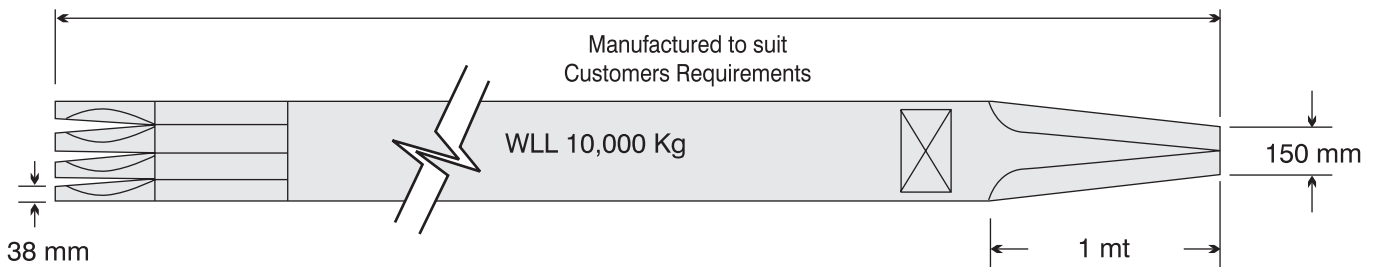 Manufactured to suit
Customers Requirements
WLL 10,000 Kg
150 mm
38 mm
1 mt